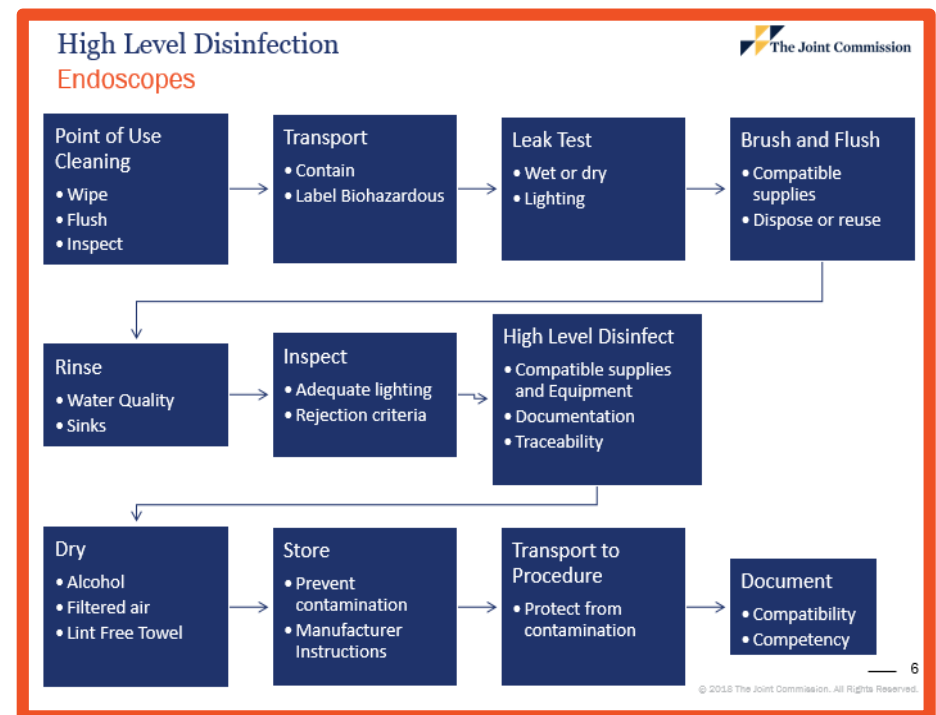 High Level Disinfection
Endoscopes
The Joint Commission
Point of Use
Cleaning
• Wipe
• Flush
• Inspect
Transport
• Contain
• Label Biohazardous
Leak Test
• Wet or dry
• Lighting
Brush and Flush
• Compatible
supplies
• Dispose or reuse
Rinse
• Water Quality
• Sinks
Inspect
• Adequate lighting
• Rejection criteria
High Level Disinfect
• Compatible supplies
and Equipment
• Documentation
• Traceability
Dry
• Alcohol
• Filtered air
• Lint Free Towel
Store
• Prevent
contamination
• Manufacturer
Instructions
Transport to
Procedure
• Protect from
contamination
Document
• Compatibility
• Competency
6
© 2018 The Joint Commission. All Rights Reserved.